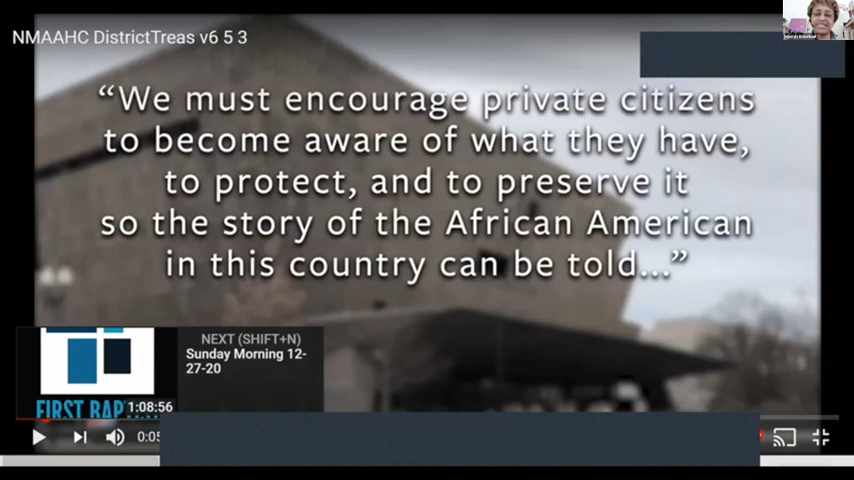 NMAAHC DistrictTreas v6 5 3
“We must encourage private citizens
to become aware of what they have,
to protect, and to preserve it
so the story of the African American
in this country can be told...”
NEXT (SHIFT+N)
Sunday Morning 12-
27-20
FIRST BAP
1:08:56
0:05